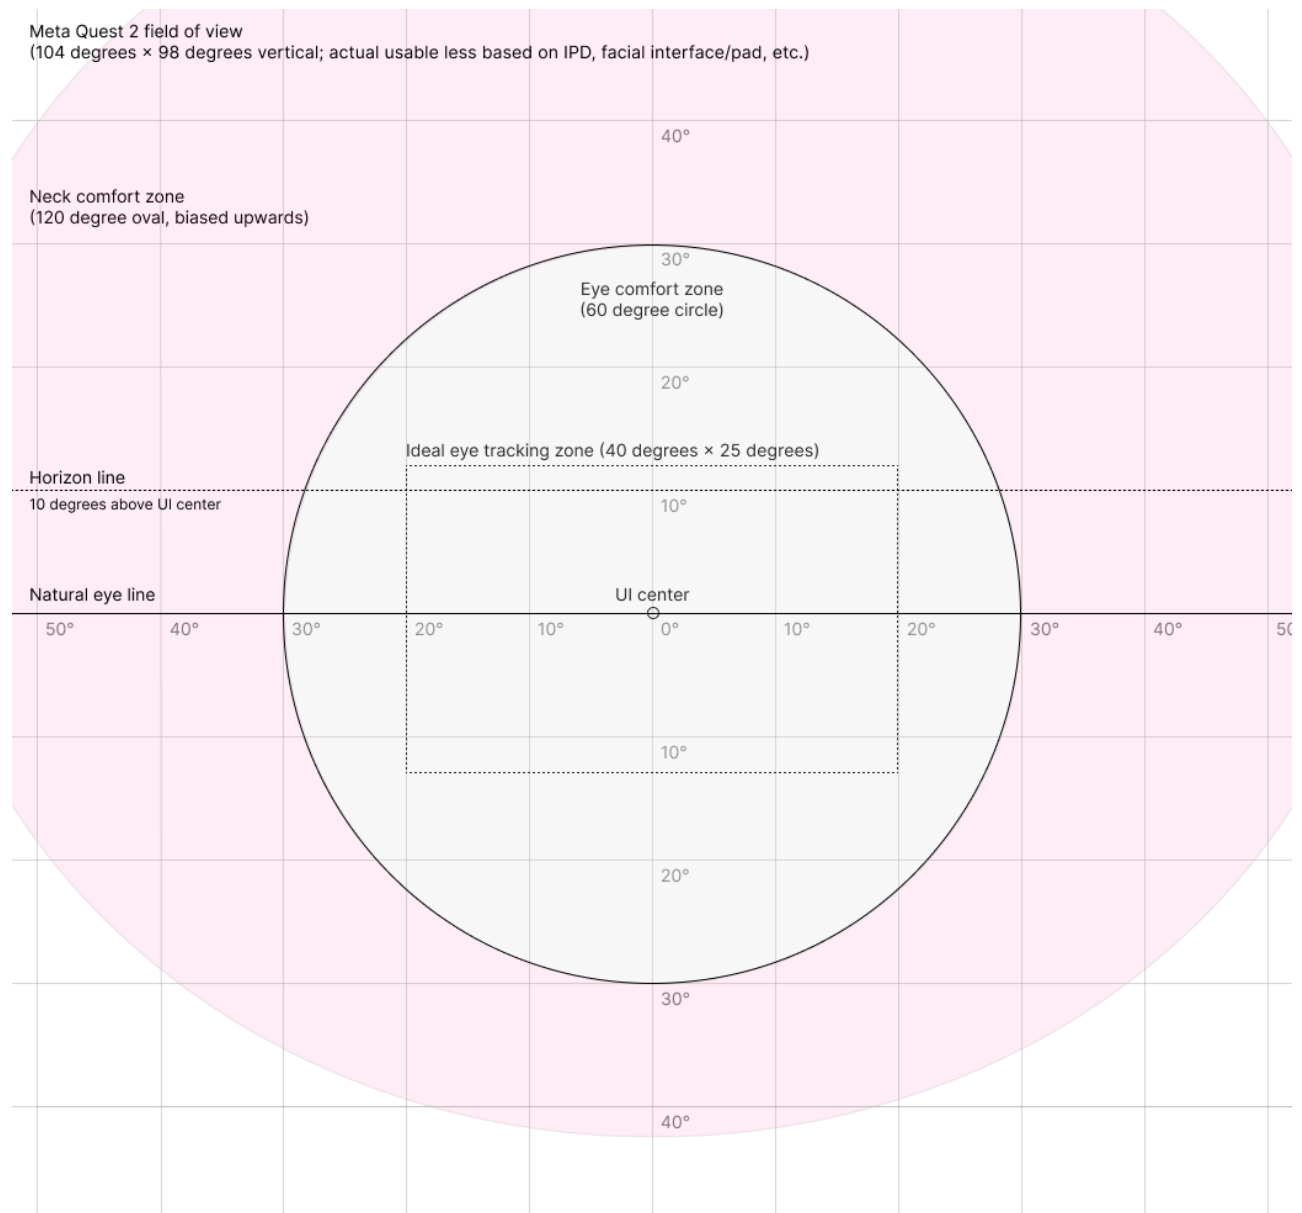 Meta Quest 2 field of view
(104 degrees × 98 degrees vertical; actual usable less based on IPD, facial interface/pad, etc.)
40°
Neck comfort zone
(120 degree oval, biased upwards)
30°
Eye comfort zone
(60 degree circle)
20°
Ideal eye tracking zone (40 degrees × 25 degrees)
Horizon line
10 degrees above UI center
10°
Natural eye line
UI center
50° 40° 30° 20° 10° 0° 10° 20° 30° 40° 50
10°
20°
30°
40°